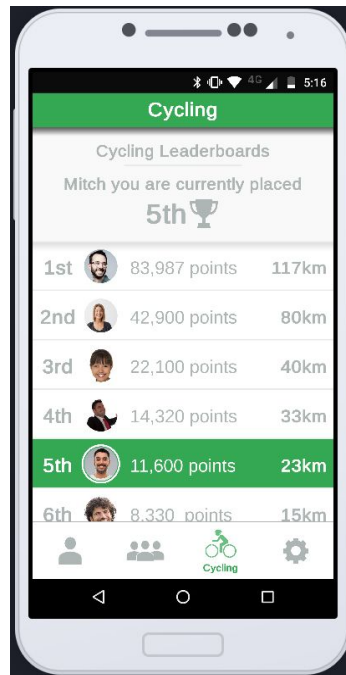 4G 5:16
Cycling
Cycling Leaderboards
Mitch you are currently placed
5th
1st 83,987 points 117km
2nd 42,900 points 80km
3rd 22,100 points 40km
4th 14,320 points 33km
5th 11,600 points 23km
6th 8.330 points 15km
Cycling